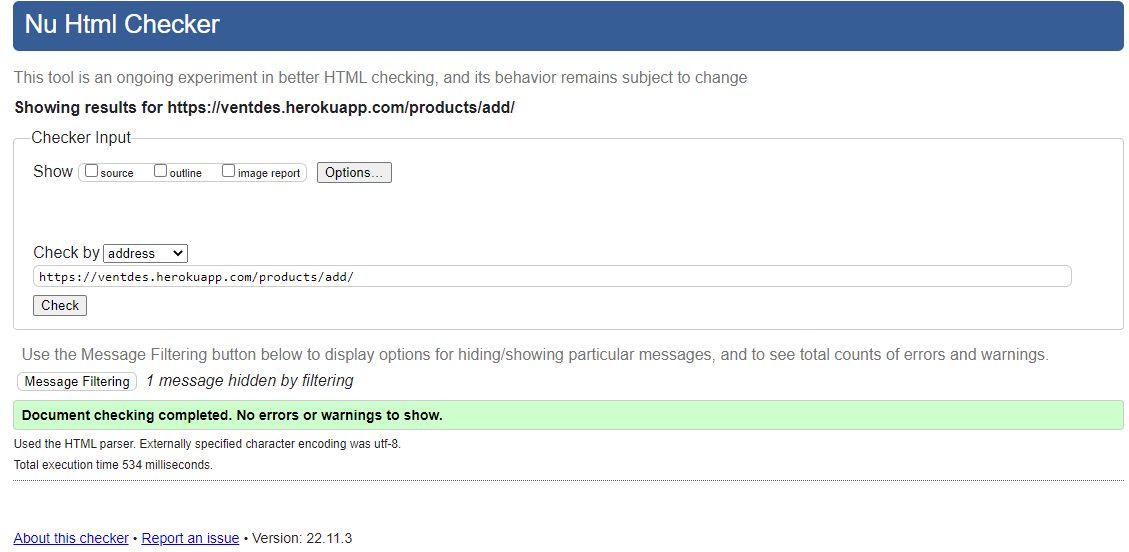 Nu Html Checker
This tool is an ongoing experiment in better HTML checking, and its behavior remains subject to change
Showing results for https://ventdes.herokuapp.com/products/add/
Checker Input
Show source outline image report Options...
Check by address
https://ventdes.herokuapp.com/products/add/
Check
Use the Message Filtering button below to display options for hiding/showing particular messages, and to see total counts of errors and warnings.
Message Filtering 1 message hidden by filtering
Document checking completed. No errors or warnings to show.
Used the HTML parser. Externally specified character encoding was utf-8.
Total execution time 534 milliseconds.
About this checker • Report an issue • Version: 22.11.3